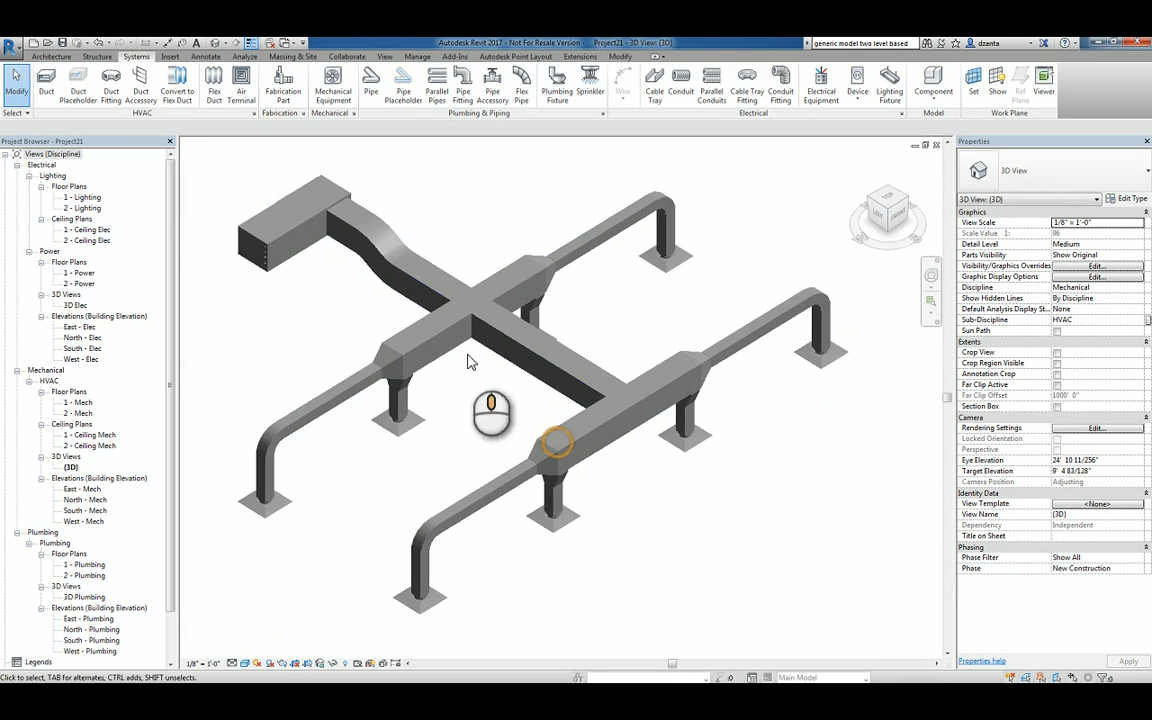 Autodesk Revit 2017 - Not For Resale Version - Project21 - 3D View: {3D}
generic model two level based
dzanta
Architecture Structure Systems Insert Annotate Analyze Massing & Site Collaborate View Manage Add-Ins Autodesk Point Layout Extensions Modify
Modify
Duct
Duct Placeholder
Duct Fitting
Duct Accessory
Convert to Flex Duct
Flex Duct
Air Terminal
Fabrication Part
Mechanical Equipment
Pipe
Pipe Placeholder
Parallel Pipes
Pipe Fitting
Pipe Accessory
Flex Pipe
Plumbing Fixture
Sprinkler
Wire
Cable Tray
Conduit
Parallel Conduits
Cable Tray Fitting
Conduit Fitting
Electrical Equipment
Device
Lighting Fixture
Component
Set
Show
Ref Plane
Viewer
Select HVAC Fabrication Mechanical Plumbing & Piping Electrical Model Work Plane
Project Browser - Project21
Views (Discipline)
Electrical
Lighting
Floor Plans
1 - Lighting
2 - Lighting
Ceiling Plans
1 - Ceiling Elec
2 - Ceiling Elec
Power
Floor Plans
1 - Power
2 - Power
3D Views
3D Elec
Elevations (Building Elevation)
East - Elec
North - Elec
South - Elec
West - Elec
Mechanical
HVAC
Floor Plans
1 - Mech
2 - Mech
Ceiling Plans
1 - Ceiling Mech
2 - Ceiling Mech
3D Views
{3D}
Elevations (Building Elevation)
East - Mech
North - Mech
South - Mech
West - Mech
Plumbing
Plumbing
Floor Plans
1 - Plumbing
2 - Plumbing
3D Views
3D Plumbing
Elevations (Building Elevation)
East - Plumbing
North - Plumbing
South - Plumbing
West - Plumbing
Legends
TOP
LEFT
FRONT
Properties
3D View
3D View: {3D} Edit Type
Graphics
View Scale 1/8" = 1'-0"
Scale Value 1: 96
Detail Level Medium
Parts Visibility Show Original
Visibility/Graphics Overrides Edit...
Graphic Display Options Edit...
Discipline Mechanical
Show Hidden Lines By Discipline
Default Analysis Display St... None
Sub-Discipline HVAC
Sun Path
Extents
Crop View
Crop Region Visible
Annotation Crop
Far Clip Active
Far Clip Offset 1000' 0"
Section Box
Camera
Rendering Settings Edit...
Locked Orientation
Perspective
Eye Elevation 24' 10 11/256"
Target Elevation 9' 4 83/128"
Camera Position Adjusting
Identity Data
View Template <None>
View Name {3D}
Dependency Independent
Title on Sheet
Phasing
Phase Filter Show All
Phase New Construction
Properties help Apply
1/8" = 1'-0"
Click to select, TAB for alternates, CTRL adds, SHIFT unselects.
:0
Main Model
:0